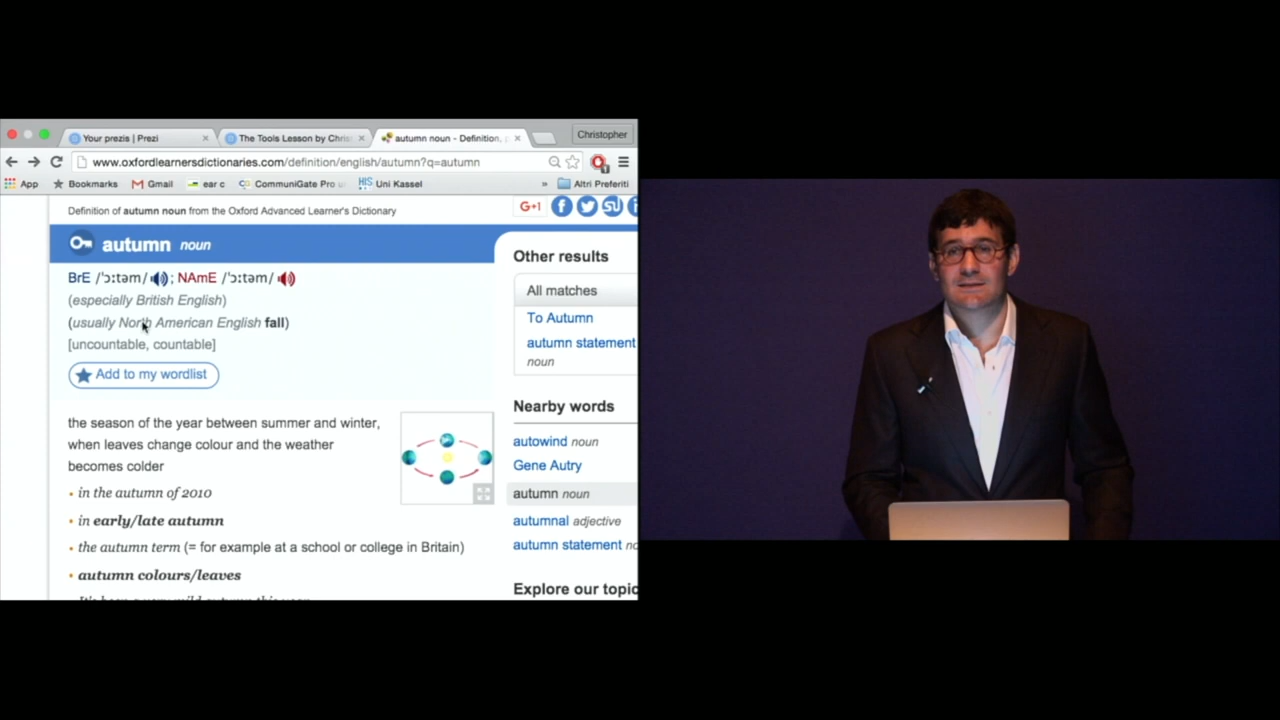 Your prezis | Prezi
The Tools Lesson by Chris
autumn noun - Definition, p
Christopher
www.oxfordlearnersdictionaries.com/definition/english/autumn?q=autumn
App
Bookmarks
Gmail
ear c
CommuniGate Pro
HIS Uni Kassel
»
Altri Preferiti
Definition of autumn noun from the Oxford Advanced Learner's Dictionary
G+1
autumn noun
BrE /ˈɔːtəm/ ; NAmE /ˈɔːtəm/
(especially British English)
(usually North American English fall)
[uncountable, countable]
Add to my wordlist
the season of the year between summer and winter,
when leaves change colour and the weather
becomes colder
• in the autumn of 2010
• in early/late autumn
• the autumn term (= for example at a school or college in Britain)
• autumn colours/leaves
Other results
All matches
To Autumn
autumn statement
noun
Nearby words
autowind noun
Gene Autry
autumn noun
autumnal adjective
autumn statement no
Explore our topic